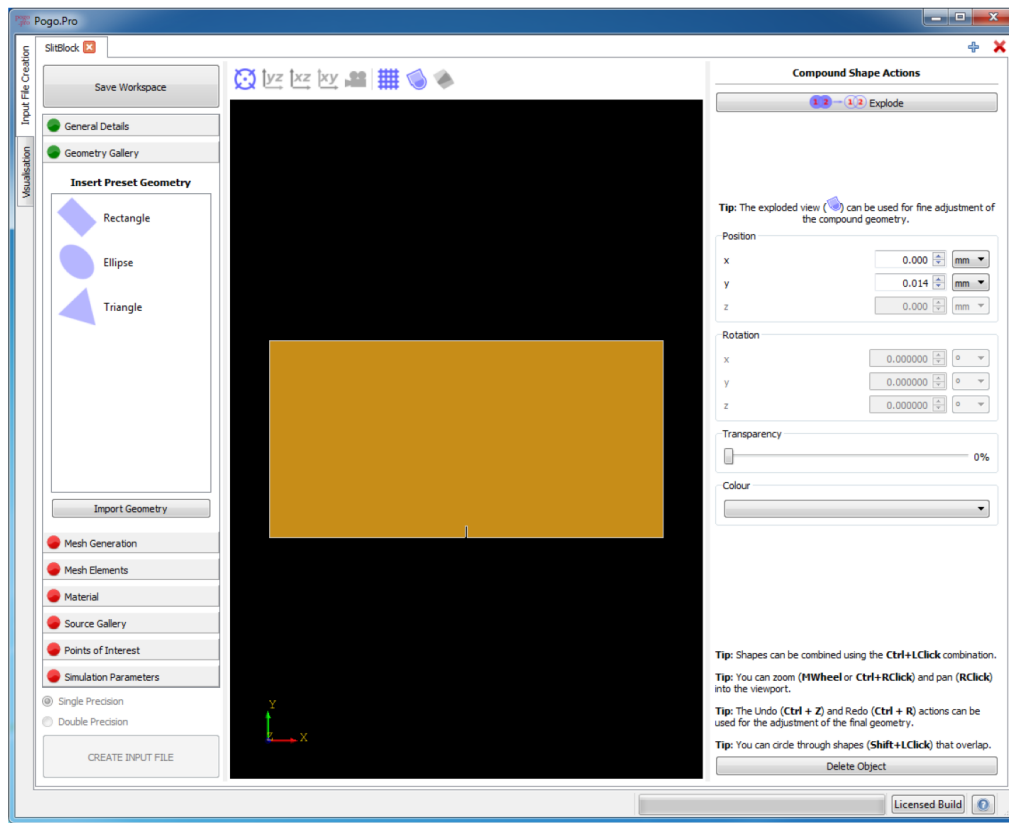 Pogo.Pro
Input File Creation
Visualisation
SlitBlock
Save Workspace
General Details
Geometry Gallery
Insert Preset Geometry
Rectangle
Ellipse
Triangle
Import Geometry
Mesh Generation
Mesh Elements
Material
Source Gallery
Points of Interest
Simulation Parameters
Single Precision
Double Precision
CREATE INPUT FILE
yz xz xy
Y
Z X
Compound Shape Actions
1 2 1 2 Explode
Tip: The exploded view ( ) can be used for fine adjustment of
the compound geometry.
Position
x 0.000 mm
y 0.014 mm
z 0.000 mm
Rotation
x 0.000000 °
y 0.000000 °
z 0.000000 °
Transparency
0%
Colour
Tip: Shapes can be combined using the Ctrl+LClick combination.
Tip: You can zoom (MWheel or Ctrl+RClick) and pan (RClick)
into the viewport.
Tip: The Undo (Ctrl + Z) and Redo (Ctrl + R) actions can be
used for the adjustment of the final geometry.
Tip: You can circle through shapes (Shift+LClick) that overlap.
Delete Object
Licensed Build